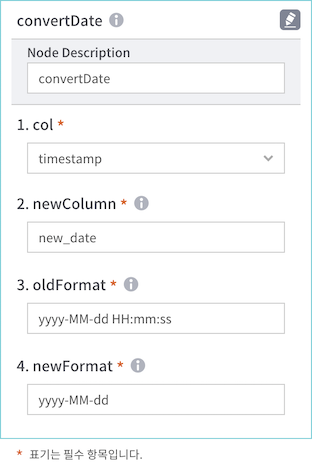 convertDate
Node Description
convertDate
1. col *
timestamp
2. newColumn *
new_date
3. oldFormat *
yyyy-MM-dd HH:mm:ss
4. newFormat *
yyyy-MM-dd
* 표기는 필수 항목입니다.